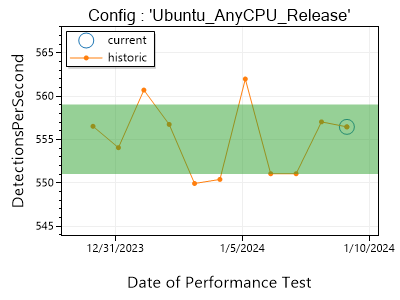 Config : 'Ubuntu_AnyCPU_Release'
current
historic
DetectionsPerSecond
565
560
555
550
545
12/31/2023
1/5/2024
1/10/2024
Date of Performance Test